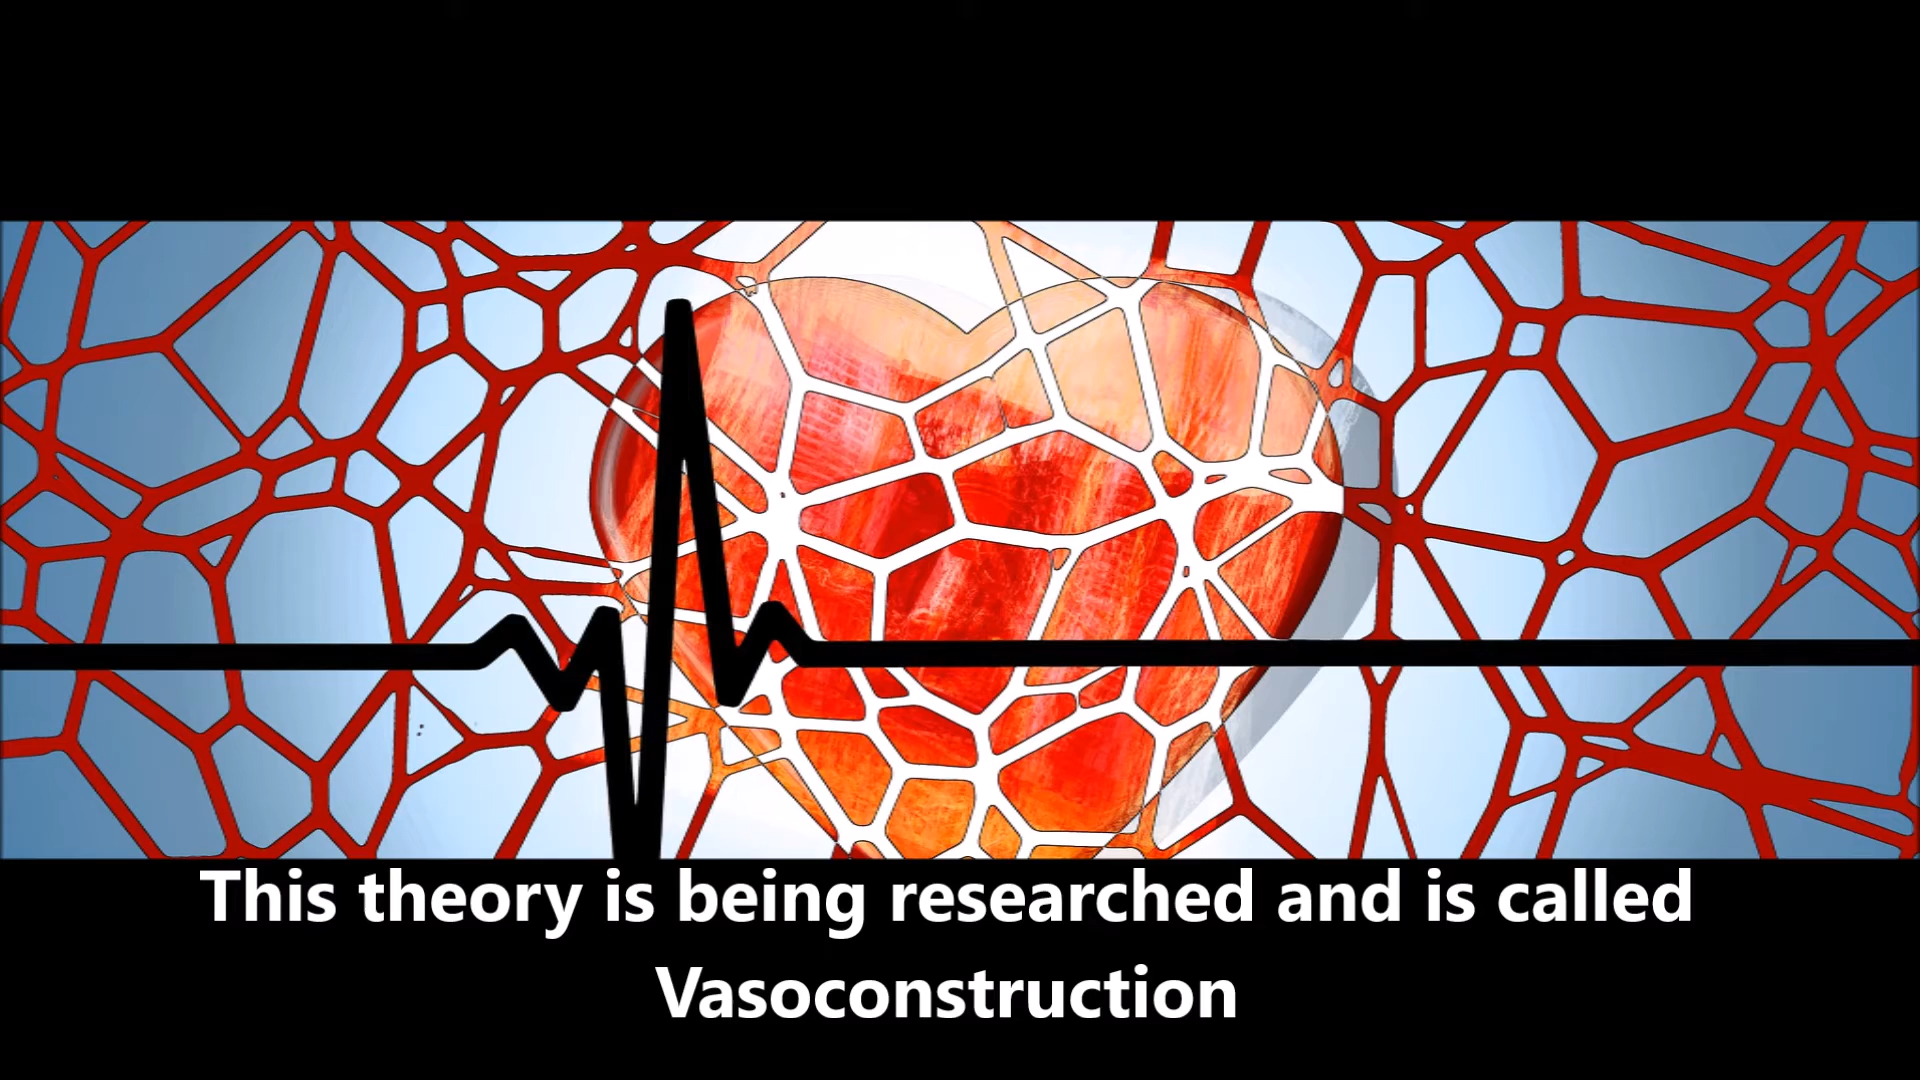 This theory is being researched and is called
Vasoconstruction